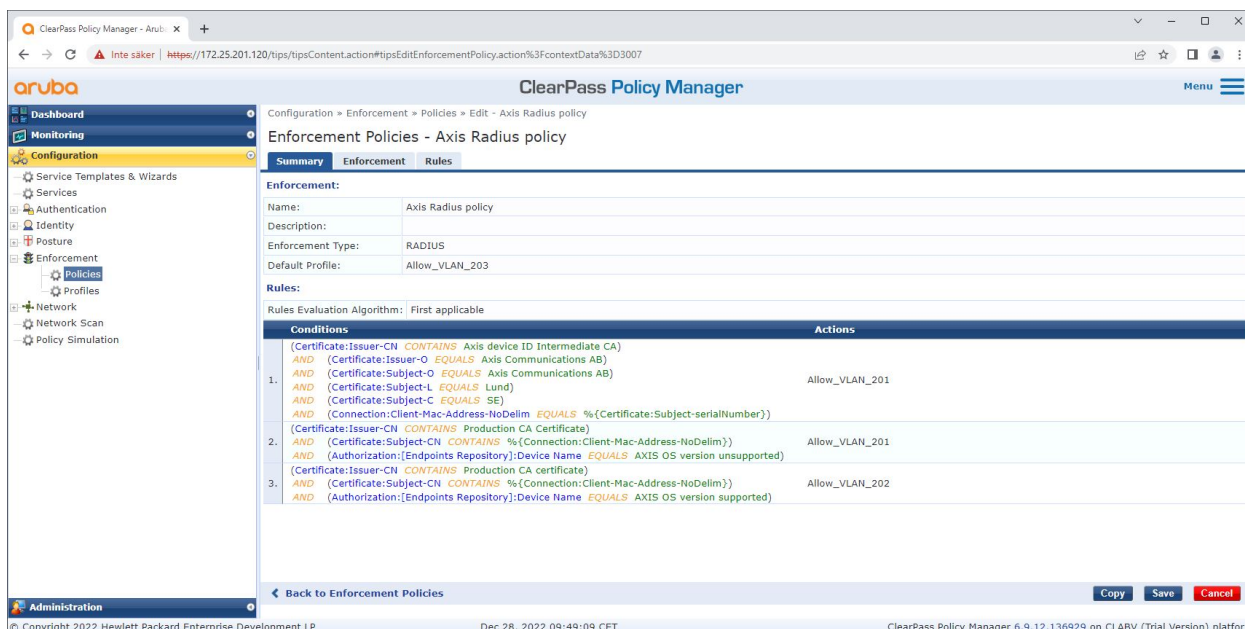 ClearPass Policy Manager - Arub
Inte säker | https://172.25.201.120/tips/tipsContent.action#tipsEditEnforcementPolicy.action%3FcontextData%3D3007
aruba
ClearPass Policy Manager
Menu
Dashboard
Monitoring
Configuration
Service Templates & Wizards
Services
Authentication
Identity
Posture
Enforcement
Policies
Profiles
Network
Network Scan
Policy Simulation
Administration
Configuration » Enforcement » Policies » Edit - Axis Radius policy
Enforcement Policies - Axis Radius policy
Summary Enforcement Rules
Enforcement:
Name: Axis Radius policy
Description:
Enforcement Type: RADIUS
Default Profile: Allow_VLAN_203
Rules:
Rules Evaluation Algorithm: First applicable
Conditions Actions
(Certificate:Issuer-CN CONTAINS Axis device ID Intermediate CA)
AND (Certificate:Issuer-O EQUALS Axis Communications AB)
AND (Certificate:Subject-O EQUALS Axis Communications AB)
1. AND (Certificate:Subject-L EQUALS Lund) Allow_VLAN_201
AND (Certificate:Subject-C EQUALS SE)
AND (Connection:Client-Mac-Address-NoDelim EQUALS %{Certificate:Subject-serialNumber})
(Certificate:Issuer-CN CONTAINS Production CA Certificate)
2. AND (Certificate:Subject-CN CONTAINS %{Connection:Client-Mac-Address-NoDelim}) Allow_VLAN_201
AND (Authorization:[Endpoints Repository]:Device Name EQUALS AXIS OS version unsupported)
(Certificate:Issuer-CN CONTAINS Production CA certificate)
3. AND (Certificate:Subject-CN CONTAINS %{Connection:Client-Mac-Address-NoDelim}) Allow_VLAN_202
AND (Authorization:[Endpoints Repository]:Device Name EQUALS AXIS OS version supported)
Back to Enforcement Policies
Copy Save Cancel
© Copyright 2022 Hewlett Packard Enterprise Development LP Dec 28, 2022 09:49:09 CET ClearPass Policy Manager 6.9.12.136929 on CLABV (Trial Version) platfor